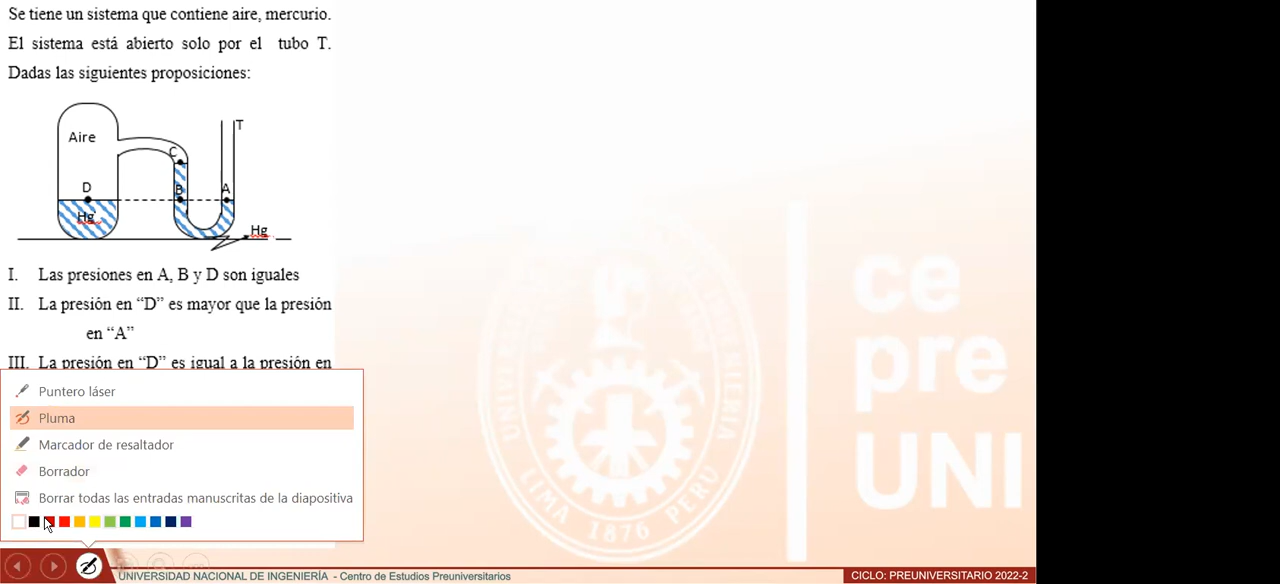 Se tiene un sistema que contiene aire, mercurio.
El sistema está abierto solo por el tubo T.
Dadas las siguientes proposiciones:
T
Aire
C
D
B
A
Hg
Hg
I. Las presiones en A, B y D son iguales
II. La presión en “D” es mayor que la presión
en “A”
III. La presión en “D” es igual a la presión en
Puntero láser
Pluma
Marcador de resaltador
Borrador
Borrar todas las entradas manuscritas de la diapositiva
ce
pre
UNI
LIMA 1876 PERU
UNIVERSIDAD NACIONAL DE INGENIERÍA - Centro de Estudios Preuniversitarios
CICLO: PREUNIVERSITARIO 2022-2